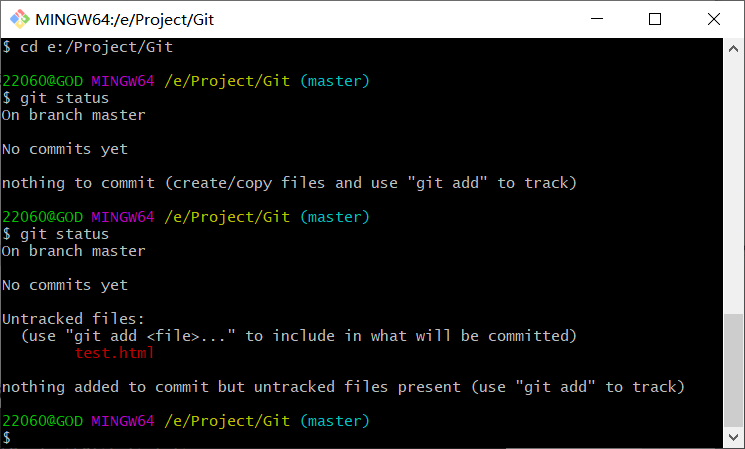 MINGW64:/e/Project/Git
$ cd e:/Project/Git
22060@GOD MINGW64 /e/Project/Git (master)
$ git status
On branch master
No commits yet
nothing to commit (create/copy files and use "git add" to track)
22060@GOD MINGW64 /e/Project/Git (master)
$ git status
On branch master
No commits yet
Untracked files:
  (use "git add <file>..." to include in what will be committed)
        test.html
nothing added to commit but untracked files present (use "git add" to track)
22060@GOD MINGW64 /e/Project/Git (master)
$